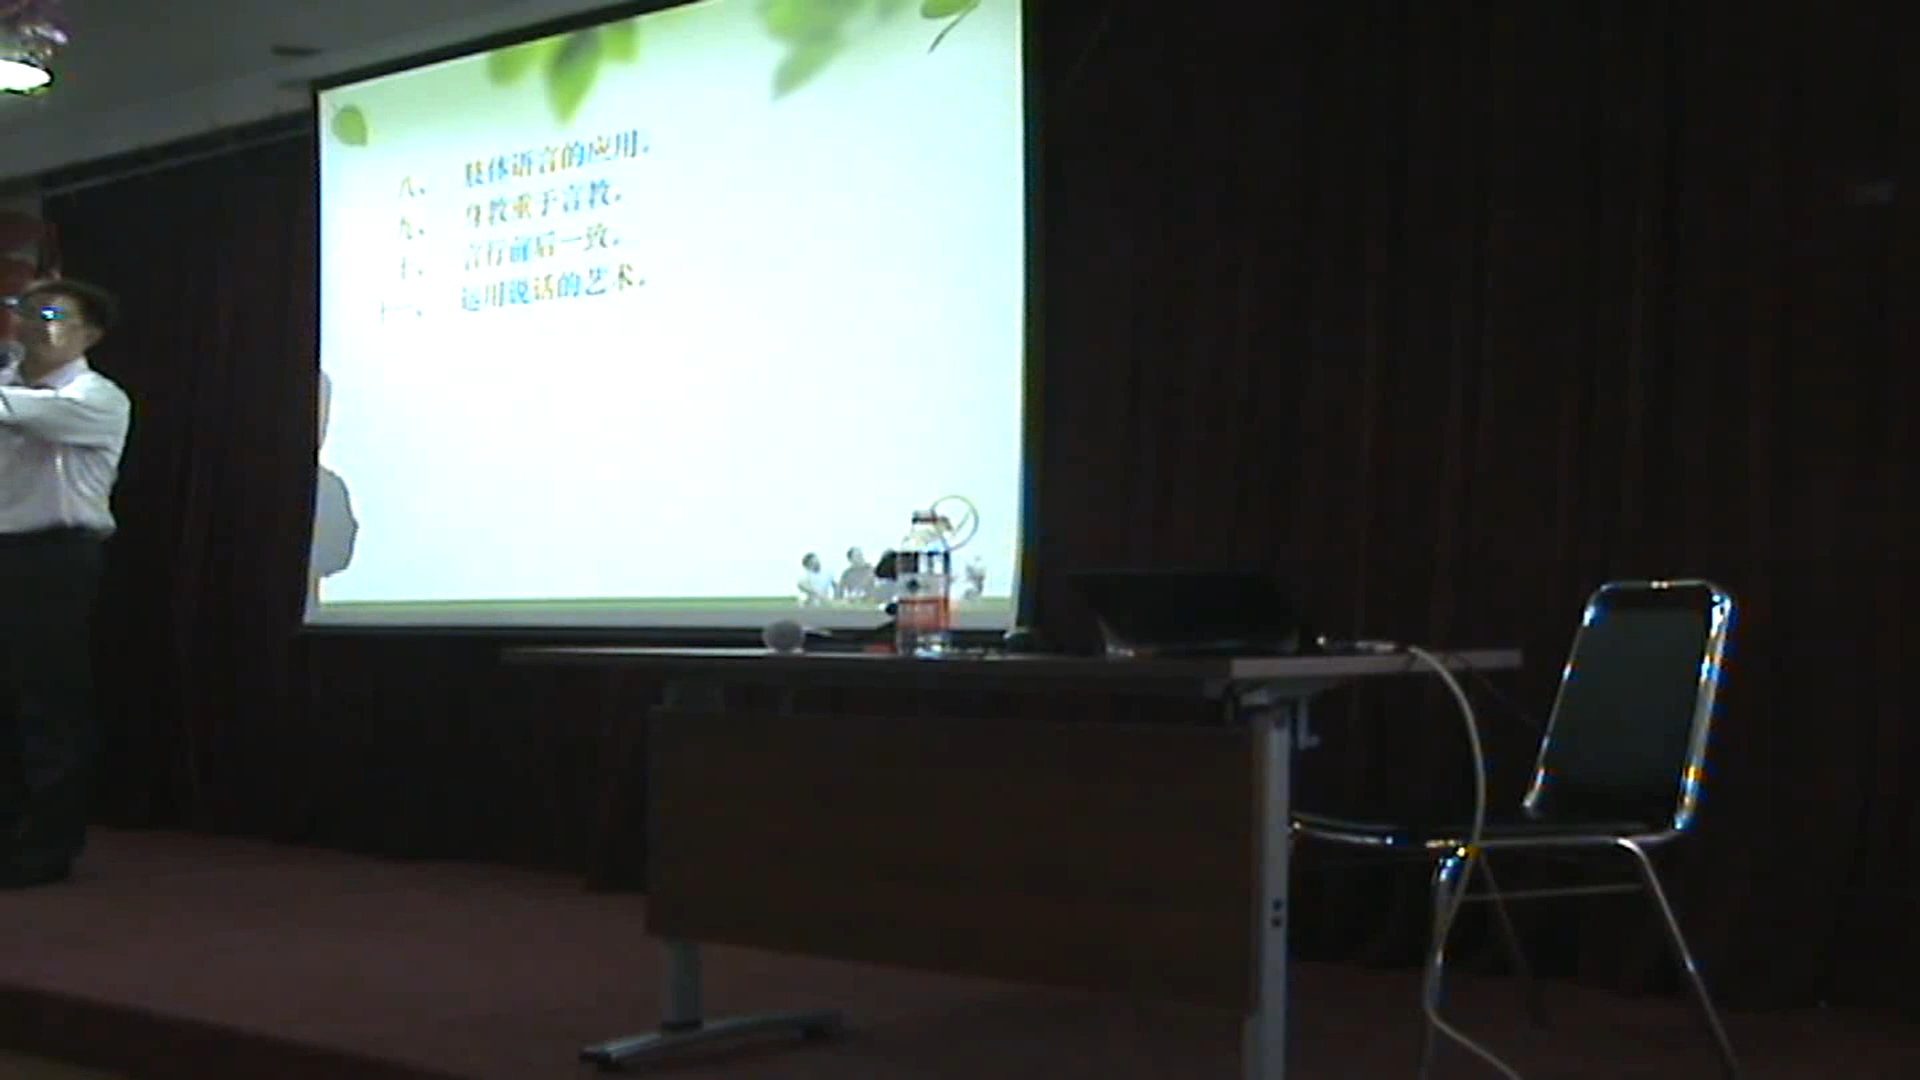 八、 肢体语言的应用。
九、 身教重于言教。
十、 言行前后一致。
十一、 运用说话的艺术。